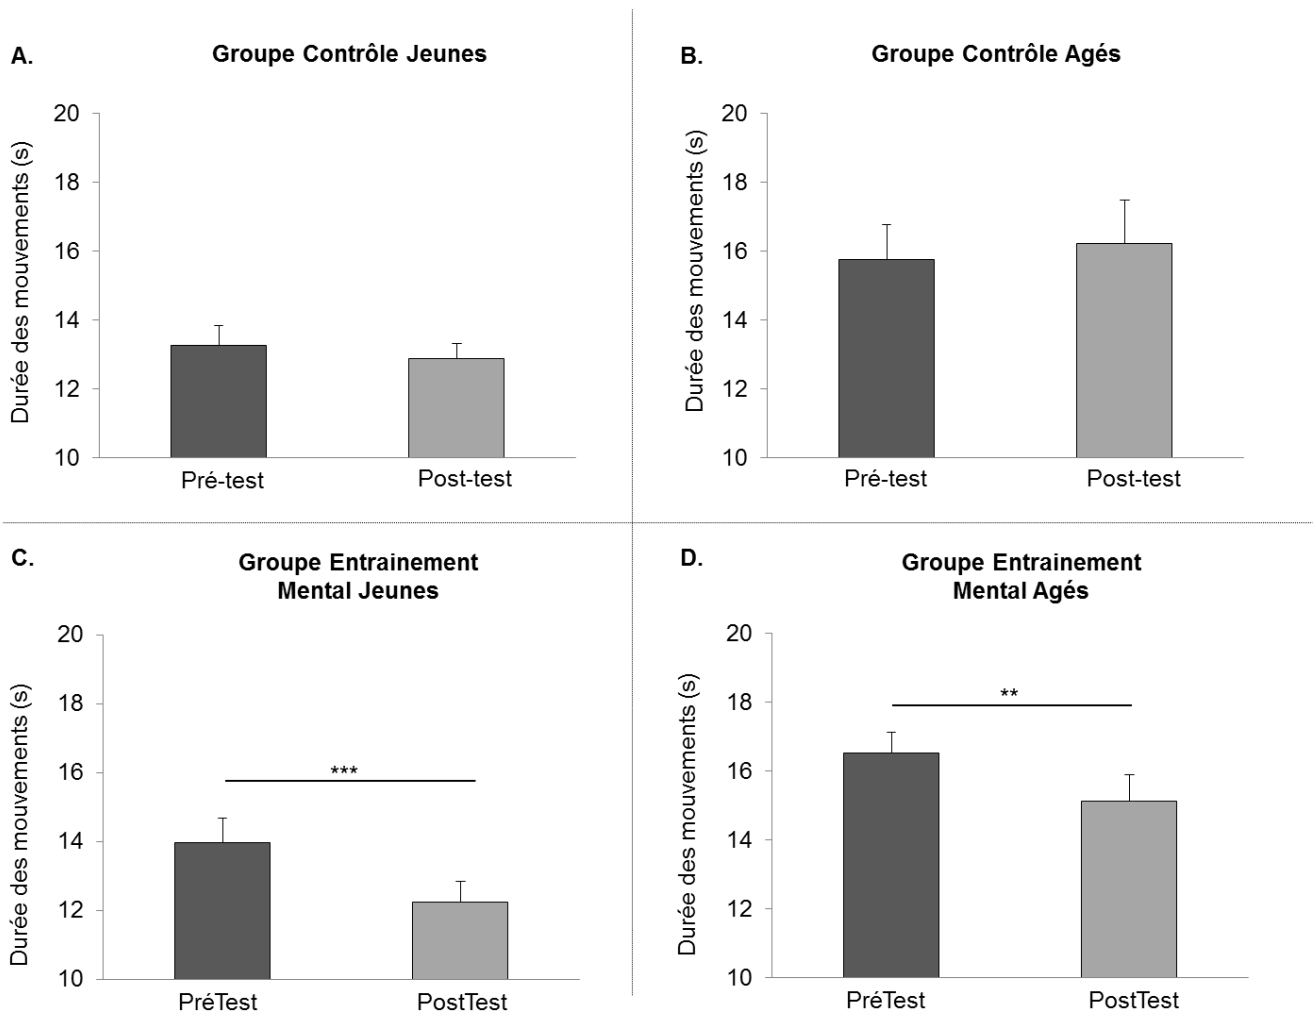 A.
Groupe Contrôle Jeunes
Durée des mouvements (s)
20
18
16
14
12
10
Pré-test
Post-test
B.
Groupe Contrôle Agés
Durée des mouvements (s)
20
18
16
14
12
10
Pré-test
Post-test
C.
Groupe Entrainement
Mental Jeunes
Durée des mouvements (s)
20
18
16
14
12
10
***
PréTest
PostTest
D.
Groupe Entrainement
Mental Agés
Durée des mouvements (s)
20
18
16
14
12
10
**
PréTest
PostTest